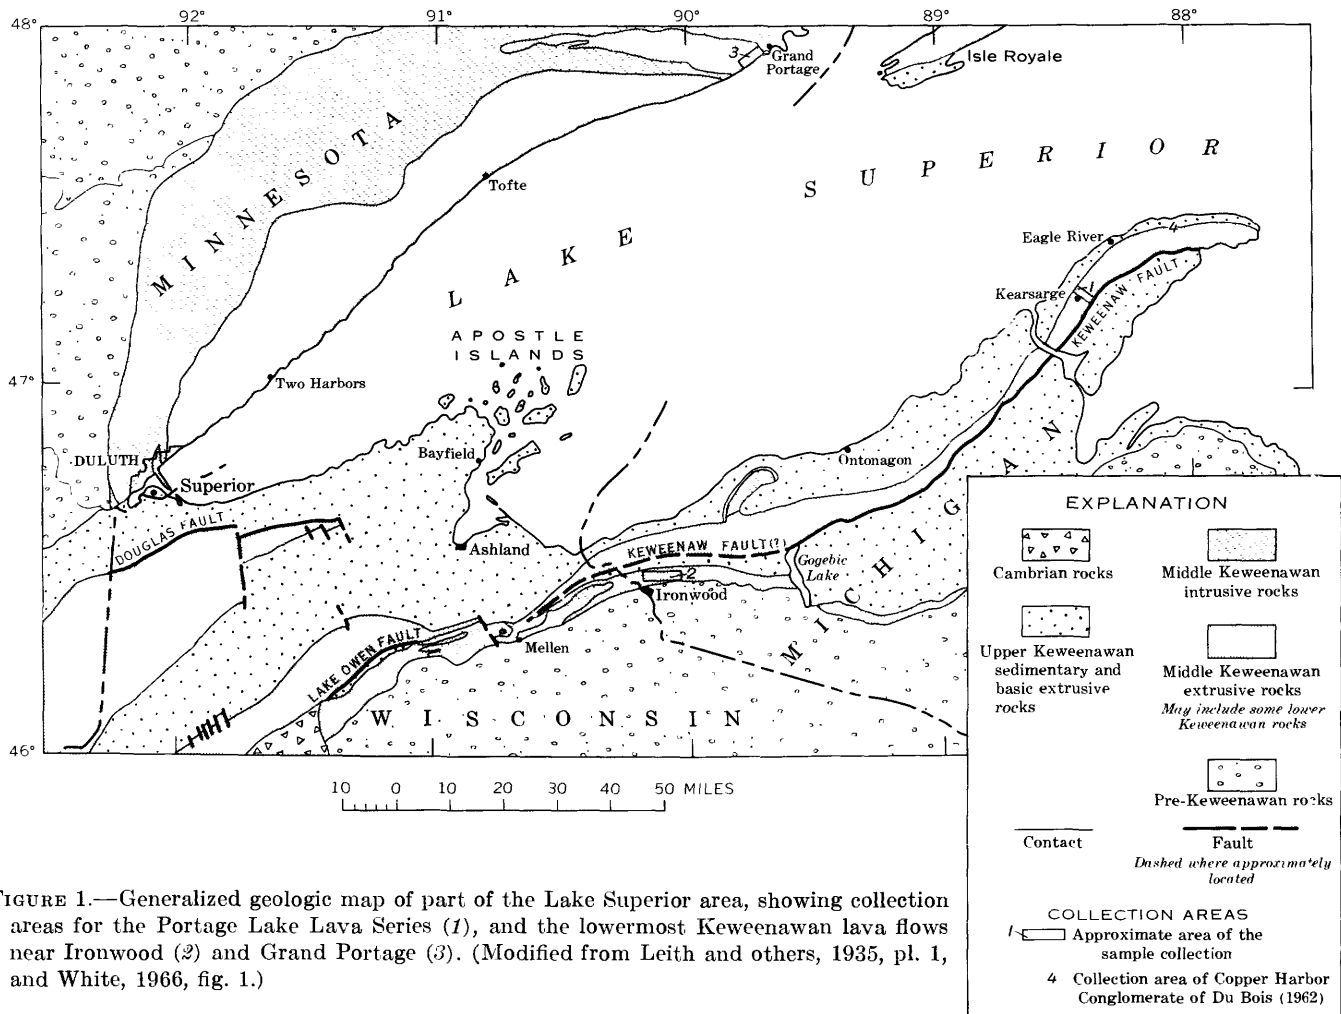 92°
91°
90°
89°
88°
48°
47°
46°
3
Grand
Portage
Isle Royale
MINNESOTA
Tofte
LAKE SUPERIOR
Eagle River
4
Kearsarge
1
KEWEENAW FAULT
APOSTLE
ISLANDS
Two Harbors
DULUTH
Superior
Bayfield
Ontonagon
MICHIGAN
DOUGLAS FAULT
Ashland
KEWEENAW FAULT(?)
Gogebic
Lake
2
Ironwood
Mellen
LAKE OWEN FAULT
WISCONSIN
10 0 10 20 30 40 50 MILES
EXPLANATION
Cambrian rocks
Upper Keweenawan
sedimentary and
basic extrusive
rocks
Middle Keweenawan
intrusive rocks
Middle Keweenawan
extrusive rocks
May include some lower
Keweenawan rocks
Pre-Keweenawan rocks
Contact
Fault
Dashed where approximately
located
COLLECTION AREAS
1
Approximate area of the
sample collection
4 Collection area of Copper Harbor
Conglomerate of Du Bois (1962)
FIGURE 1.—Generalized geologic map of part of the Lake Superior area, showing collection
areas for the Portage Lake Lava Series (1), and the lowermost Keweenawan lava flows
near Ironwood (2) and Grand Portage (3). (Modified from Leith and others, 1935, pl. 1,
and White, 1966, fig. 1.)